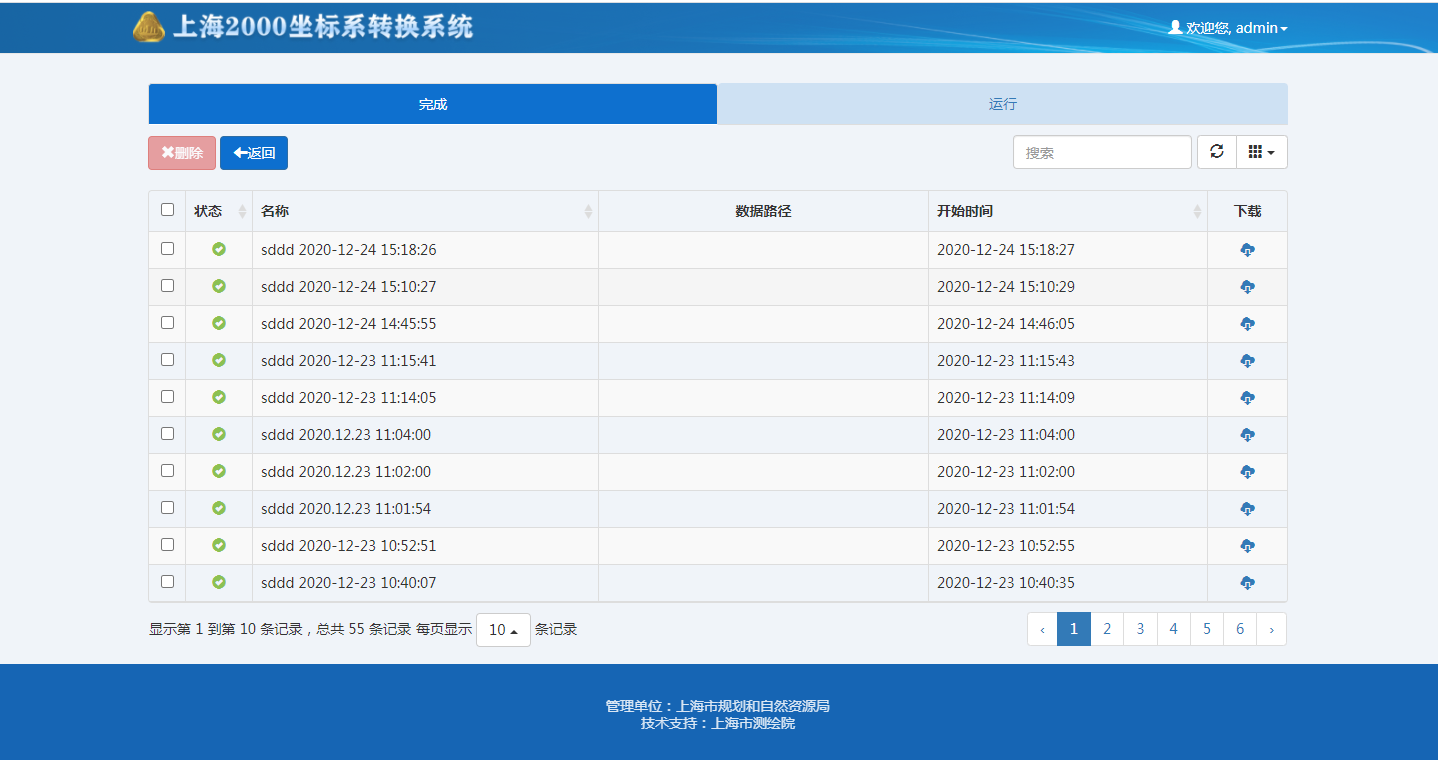 上海2000坐标系转换系统
欢迎您, admin
完成 运行
删除 返回 搜索
状态 名称 数据路径 开始时间 下载
sddd 2020-12-24 15:18:26 2020-12-24 15:18:27
sddd 2020-12-24 15:10:27 2020-12-24 15:10:29
sddd 2020-12-24 14:45:55 2020-12-24 14:46:05
sddd 2020-12-23 11:15:41 2020-12-23 11:15:43
sddd 2020-12-23 11:14:05 2020-12-23 11:14:09
sddd 2020.12.23 11:04:00 2020-12-23 11:04:00
sddd 2020.12.23 11:02:00 2020-12-23 11:02:00
sddd 2020.12.23 11:01:54 2020-12-23 11:01:54
sddd 2020-12-23 10:52:51 2020-12-23 10:52:55
sddd 2020-12-23 10:40:07 2020-12-23 10:40:35
显示第 1 到第 10 条记录，总共 55 条记录 每页显示 10 条记录 ‹ 1 2 3 4 5 6 ›
管理单位：上海市规划和自然资源局
技术支持：上海市测绘院